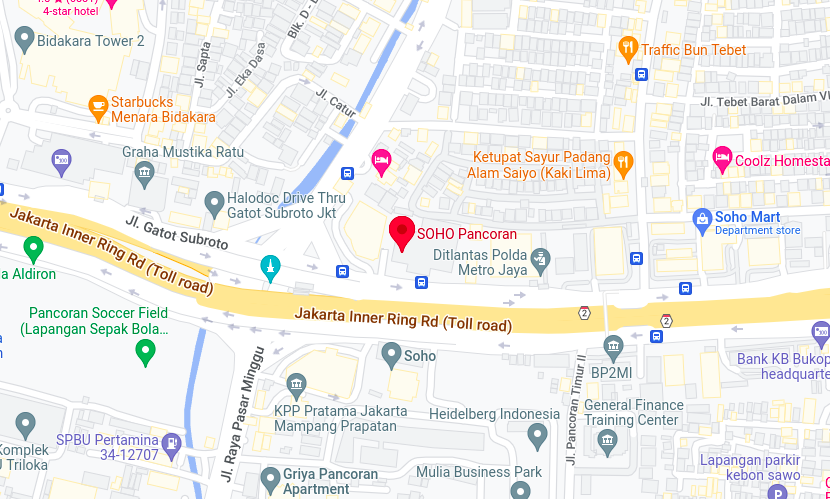 4-star hotel
Bidakara Tower 2
Jl. Sapta
Jl. Eka Dasa
Blk. D
Jl. Catur
Traffic Bun Tebet
Jl. Tebet Barat Dalam VI
Starbucks
Menara Bidakara
Graha Mustika Ratu
Ketupat Sayur Padang
Alam Saiyo (Kaki Lima)
Coolz Homesta
Halodoc Drive Thru
Gatot Subroto Jkt
Jl. Gatot Subroto
Jakarta Inner Ring Rd (Toll road)
SOHO Pancoran
Soho Mart
Department store
Ditlantas Polda
Metro Jaya
Aldiron
Pancoran Soccer Field
(Lapangan Sepak Bola...
Jakarta Inner Ring Rd (Toll road)
2
2
Jl. Raya Pasar Minggu
Soho
BP2MI
Bank KB Bukop
headquarte
Jl. Pancoran Timur II
KPP Pratama Jakarta
Mampang Prapatan
Heidelberg Indonesia
General Finance
Training Center
SPBU Pertamina
34-12707
Komplek
Triloka
Griya Pancoran
Apartment
Mulia Business Park
Lapangan parkir
kebon sawo